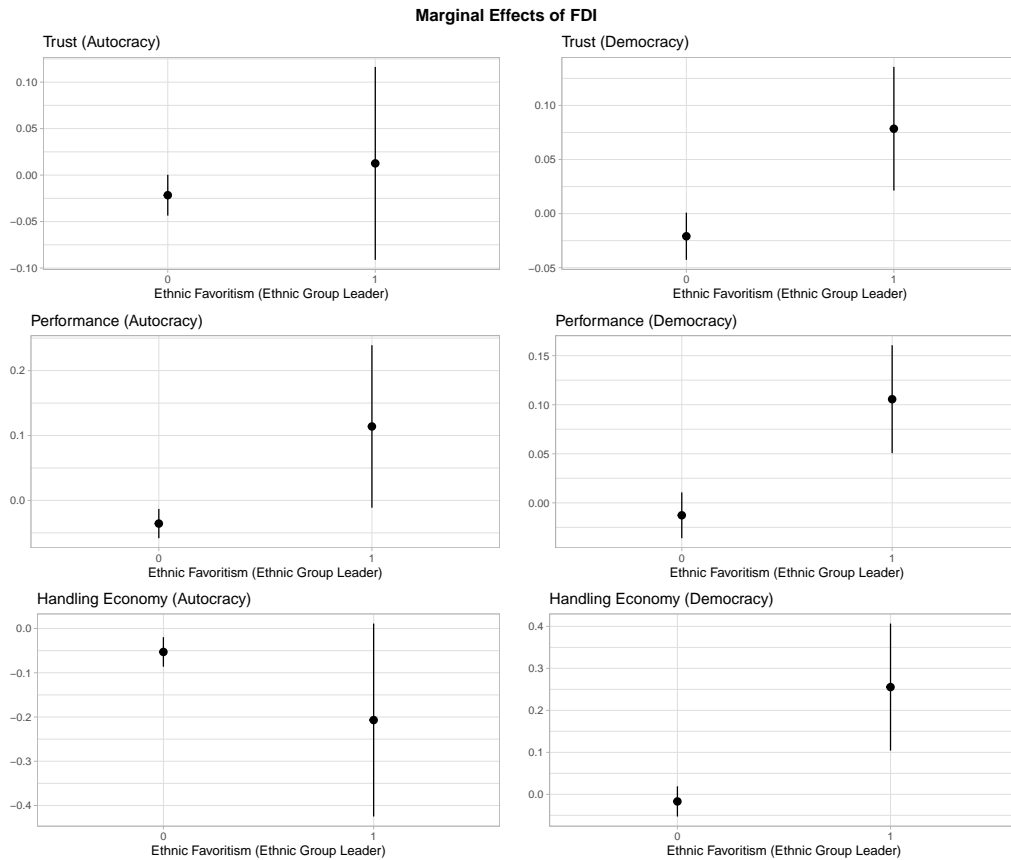 Marginal Effects of FDI
Trust (Autocracy)
0.10
0.05
0.00
−0.05
−0.10
0 1
Ethnic Favoritism (Ethnic Group Leader)
Trust (Democracy)
0.10
0.05
0.00
−0.05
0 1
Ethnic Favoritism (Ethnic Group Leader)
Performance (Autocracy)
0.2
0.1
0.0
0 1
Ethnic Favoritism (Ethnic Group Leader)
Performance (Democracy)
0.15
0.10
0.05
0.00
0 1
Ethnic Favoritism (Ethnic Group Leader)
Handling Economy (Autocracy)
0.0
−0.1
−0.2
−0.3
−0.4
0 1
Ethnic Favoritism (Ethnic Group Leader)
Handling Economy (Democracy)
0.4
0.3
0.2
0.1
0.0
0 1
Ethnic Favoritism (Ethnic Group Leader)